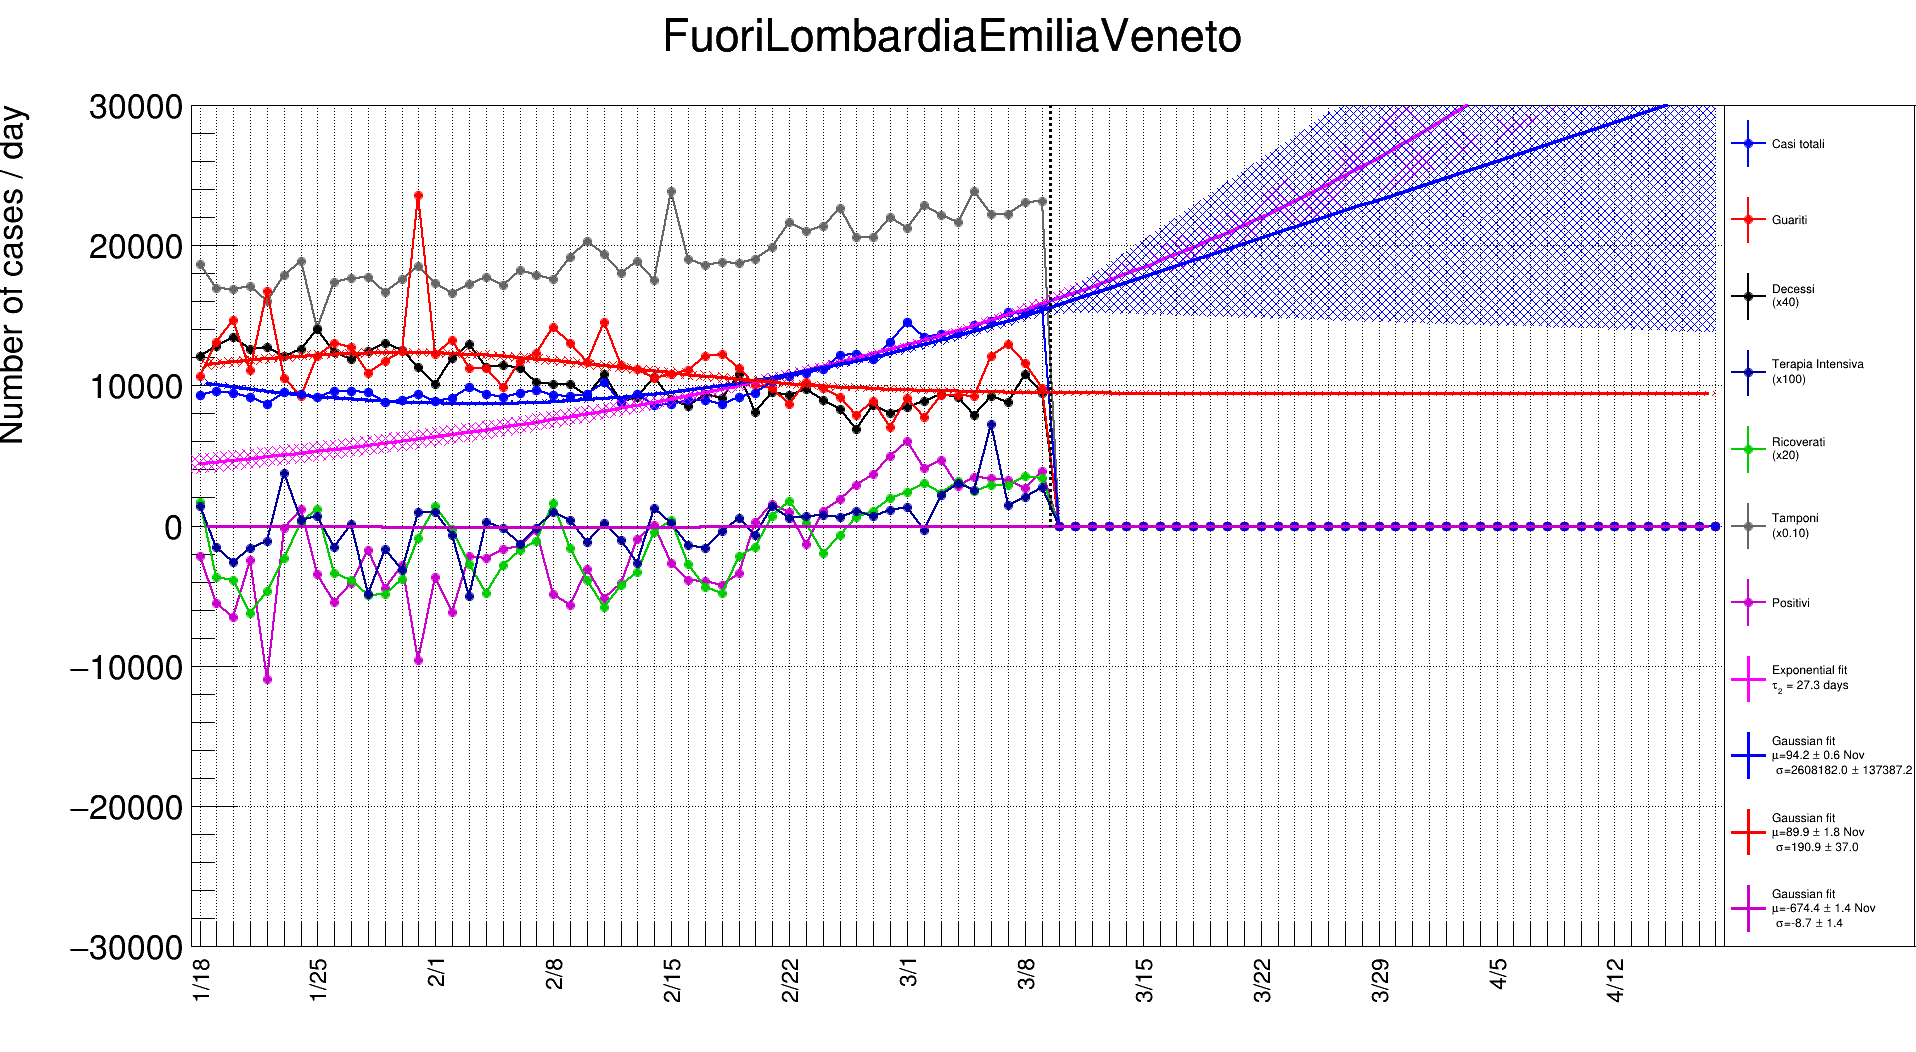 FuoriLombardiaEmiliaVeneto
Number of cases / day
30000
20000
10000
0
−10000
−20000
−30000
1/18
1/25
2/1
2/8
2/15
2/22
3/1
3/8
3/15
3/22
3/29
4/5
4/12
Casi totali
Guariti
Decessi
(x40)
Terapia Intensiva
(x100)
Ricoverati
(x20)
Tamponi
(x0.10)
Positivi
Exponential fit
τ2 = 27.3 days
Gaussian fit
μ=94.2 ± 0.6 Nov
σ=2608182.0 ± 137387.2
Gaussian fit
μ=89.9 ± 1.8 Nov
σ=190.9 ± 37.0
Gaussian fit
μ=-674.4 ± 1.4 Nov
σ=-8.7 ± 1.4